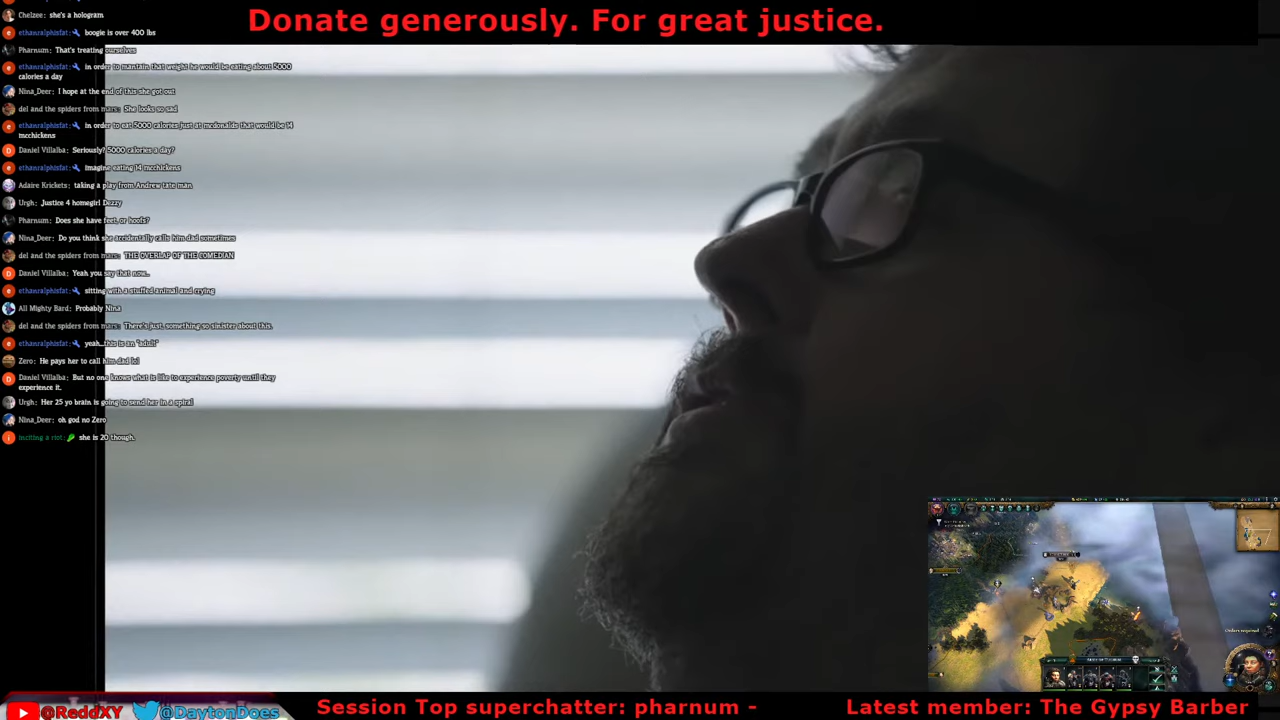 Donate generously. For great justice.
Chelzee: she's a hologram
ethanralphisfat: boogie is over 400 lbs
Pharnum: That's treating ourselves
ethanralphisfat: in order to mantain that weight he would be eating about 5000
calories a day
Nina_Deer: I hope at the end of this she got out
del and the spiders from mars: She looks so sad
ethanralphisfat: in order to eat 5000 calories just at mcdonalds that would be 14
mcchickens
Daniel Villalba: Seriously? 5000 calories a day?
ethanralphisfat: imagine eating 14 mcchickens
Adaire Krickets: taking a play from Andrew tate man
Urgh: Justice 4 homegirl Dezzy
Pharnum: Does she have feet, or hoofs?
Nina_Deer: Do you think she accidentally calls him dad sometimes
del and the spiders from mars: THE OVERLAP OF THE COMEDIAN
Daniel Villalba: Yeah you say that now...
ethanralphisfat: sitting with a stuffed animal and crying
All Mighty Bard: Probably Nina
del and the spiders from mars: There's just, something so sinister about this.
ethanralphisfat: yeah...this is an "adult"
Zero: He pays her to call him dad lol
Daniel Villalba: But no one knows what is like to experience poverty until they
experience it.
Urgh: Her 25 yo brain is going to send her in a spiral
Nina_Deer: oh god no Zero
inciting a riot: she is 20 though.
Orders required
@ReddXY @DaytonDoes Session Top superchatter: pharnum - Latest member: The Gypsy Barber